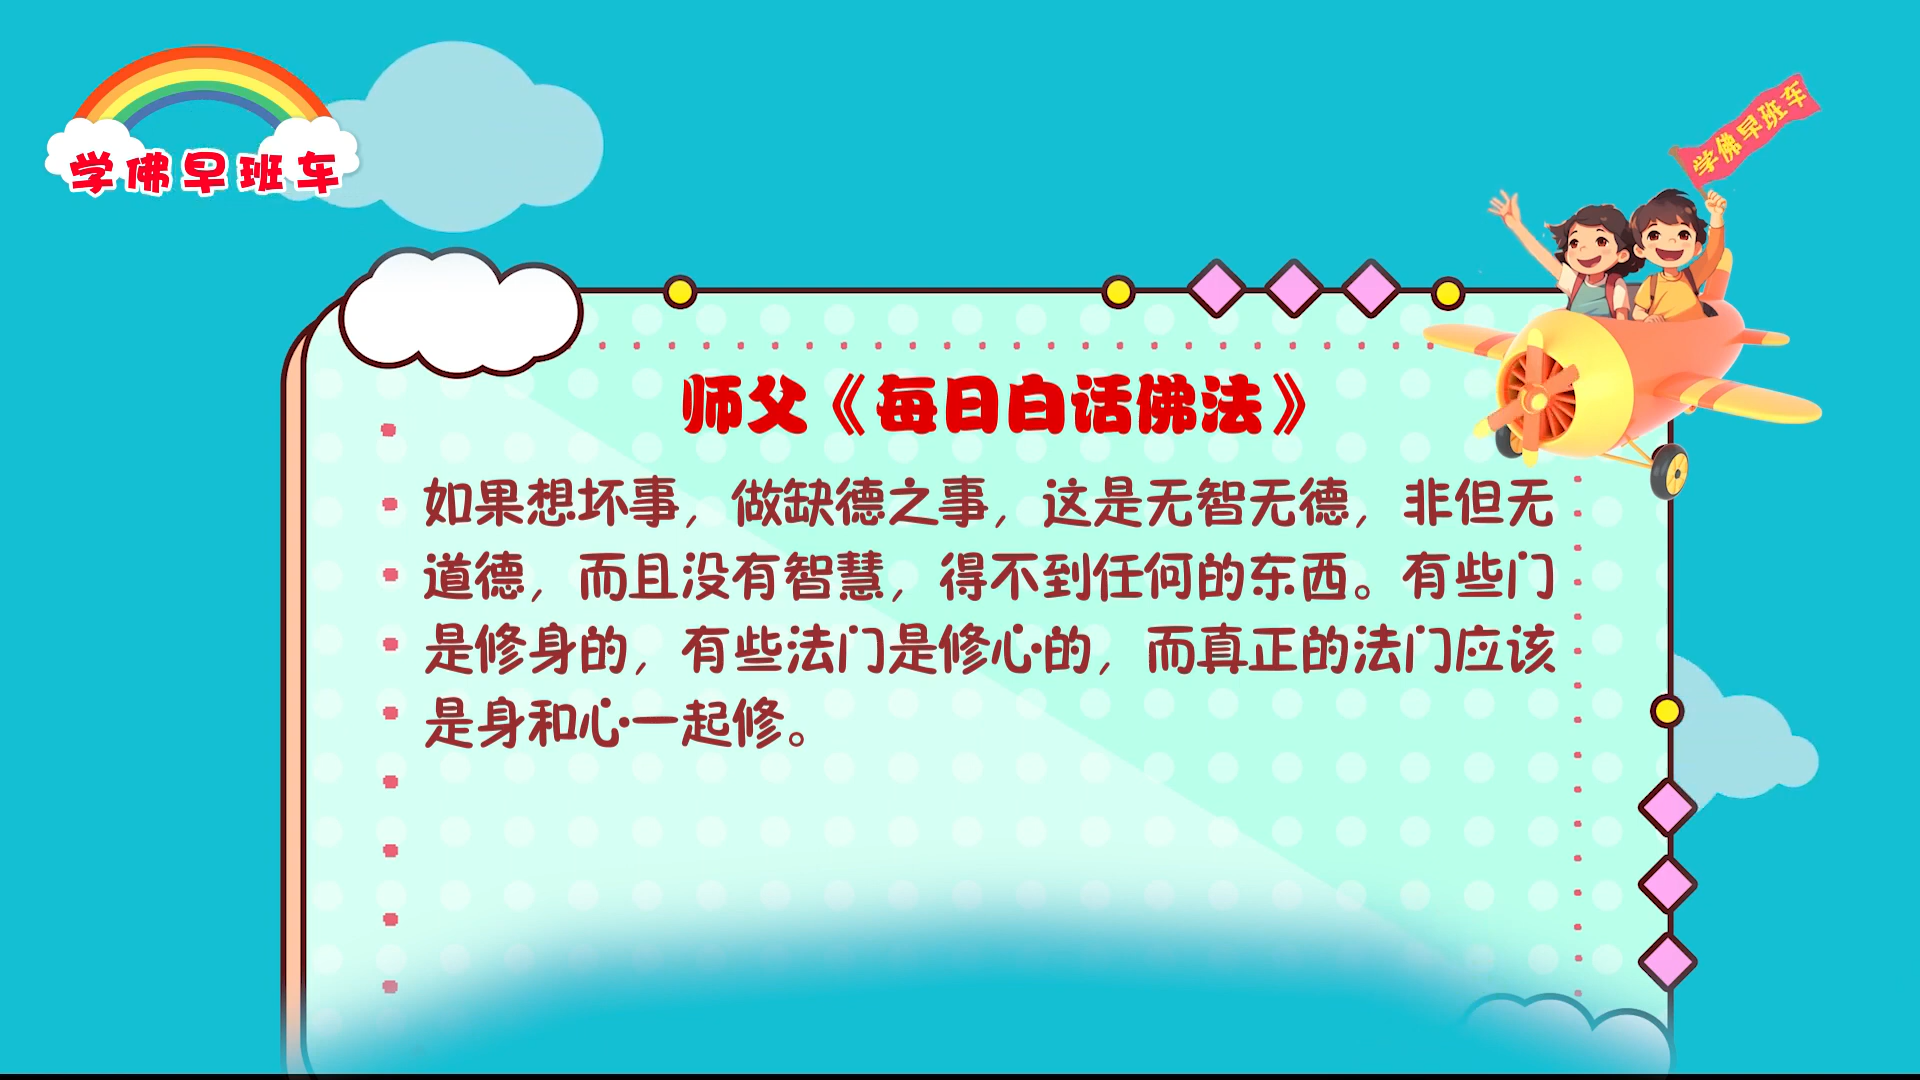 学佛早班车
学佛早班车
师父《每日白话佛法》
如果想坏事，做缺德之事，这是无智无德，非但无
道德，而且没有智慧，得不到任何的东西。有些门
是修身的，有些法门是修心的，而真正的法门应该
是身和心一起修。